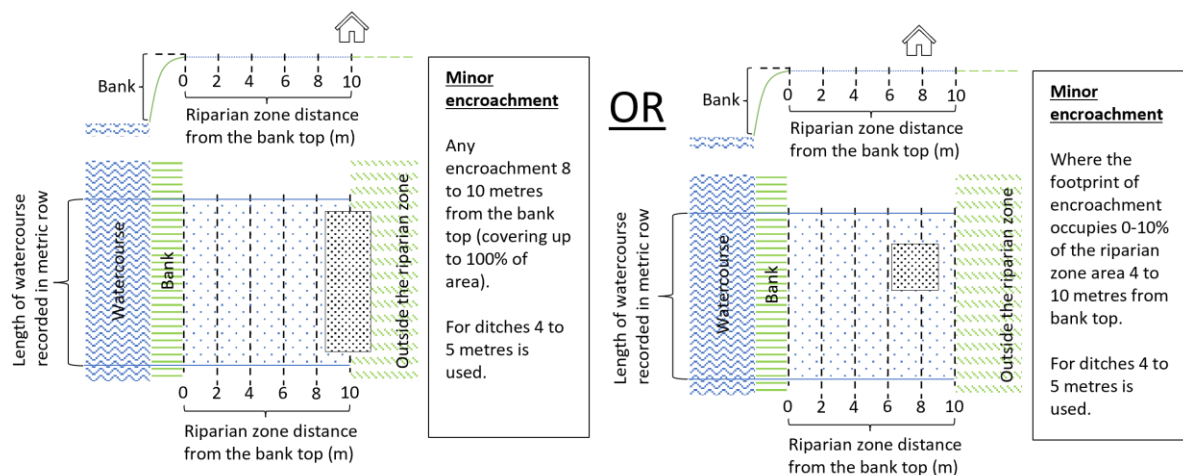 Bank
0 2 4 6 8 10
Riparian zone distance
from the bank top (m)
Length of watercourse
recorded in metric row
Watercourse
Bank
Outside the riparian zone
0 2 4 6 8 10
Riparian zone distance
from the bank top (m)
Minor
encroachment
Any
encroachment 8
to 10 metres
from the bank
top (covering up
to 100% of
area).
For ditches 4 to
5 metres is
used.
OR
Bank
0 2 4 6 8 10
Riparian zone distance
from the bank top (m)
Length of watercourse
recorded in metric row
Watercourse
Bank
Outside the riparian zone
0 2 4 6 8 10
Riparian zone distance
from the bank top (m)
Minor
encroachment
Where the
footprint of
encroachment
occupies 0-10%
of the riparian
zone area 4 to
10 metres from
bank top.
For ditches 4 to
5 metres is
used.